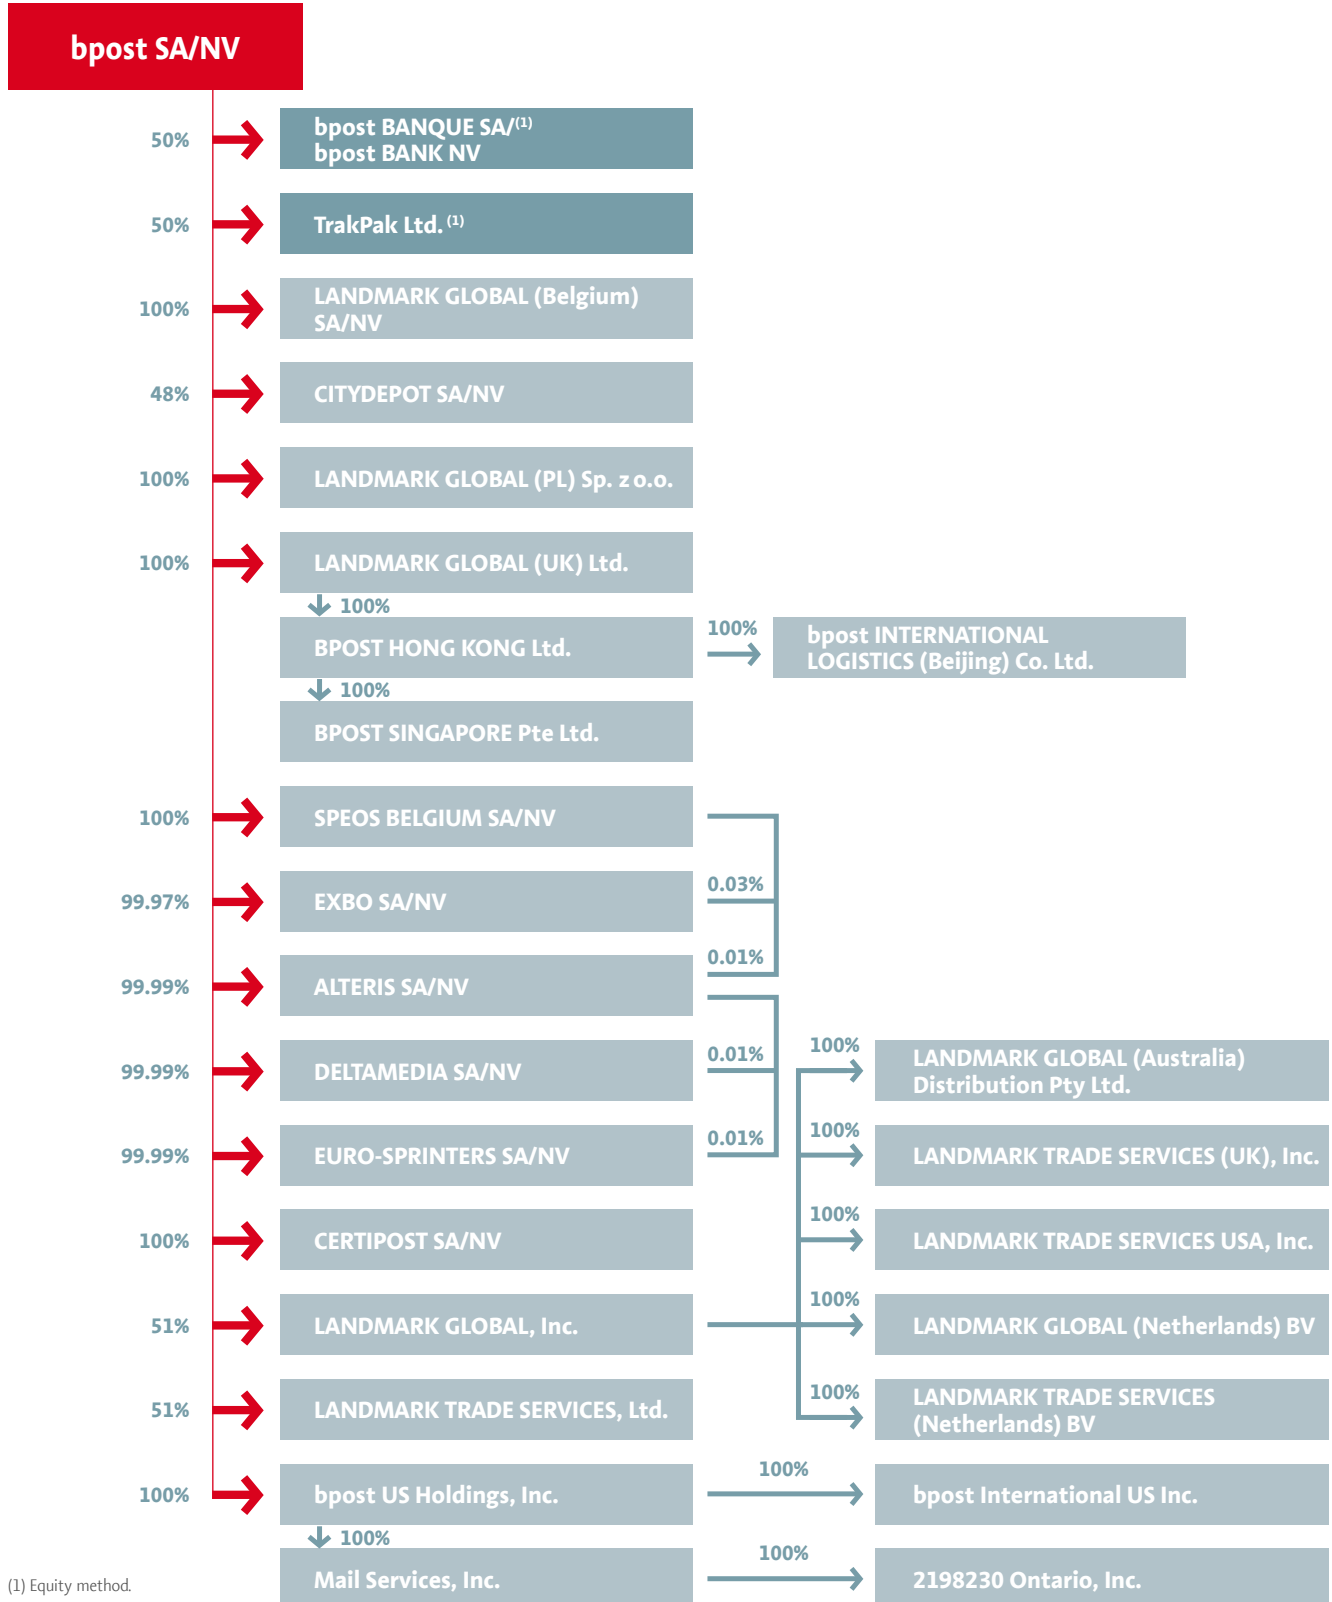 bpost SA/NV
50%
bpost BANQUE SA/(1)
bpost BANK NV
50%
TrakPak Ltd. (1)
100%
LANDMARK GLOBAL (Belgium)
SA/NV
48%
CITYDEPOT SA/NV
100%
LANDMARK GLOBAL (PL) Sp. z o.o.
100%
LANDMARK GLOBAL (UK) Ltd.
100%
BPOST HONG KONG Ltd.
100%
bpost INTERNATIONAL
LOGISTICS (Beijing) Co. Ltd.
100%
BPOST SINGAPORE Pte Ltd.
100%
SPEOS BELGIUM SA/NV
99.97%
EXBO SA/NV
0.03%
99.99%
ALTERIS SA/NV
0.01%
99.99%
DELTAMEDIA SA/NV
0.01%
100%
LANDMARK GLOBAL (Australia)
Distribution Pty Ltd.
99.99%
EURO-SPRINTERS SA/NV
0.01%
100%
LANDMARK TRADE SERVICES (UK), Inc.
100%
CERTIPOST SA/NV
100%
LANDMARK TRADE SERVICES USA, Inc.
51%
LANDMARK GLOBAL, Inc.
100%
LANDMARK GLOBAL (Netherlands) BV
51%
LANDMARK TRADE SERVICES, Ltd.
100%
LANDMARK TRADE SERVICES
(Netherlands) BV
100%
bpost US Holdings, Inc.
100%
bpost International US Inc.
100%
Mail Services, Inc.
100%
2198230 Ontario, Inc.
(1) Equity method.